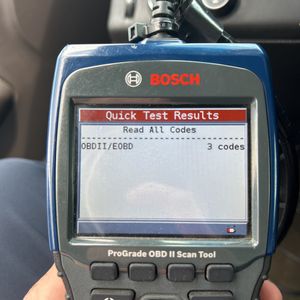 BOSCH
Quick Test Results
Read All Codes
OBDII/EOBD 3 codes
ProGrade OBD II Scan Tool